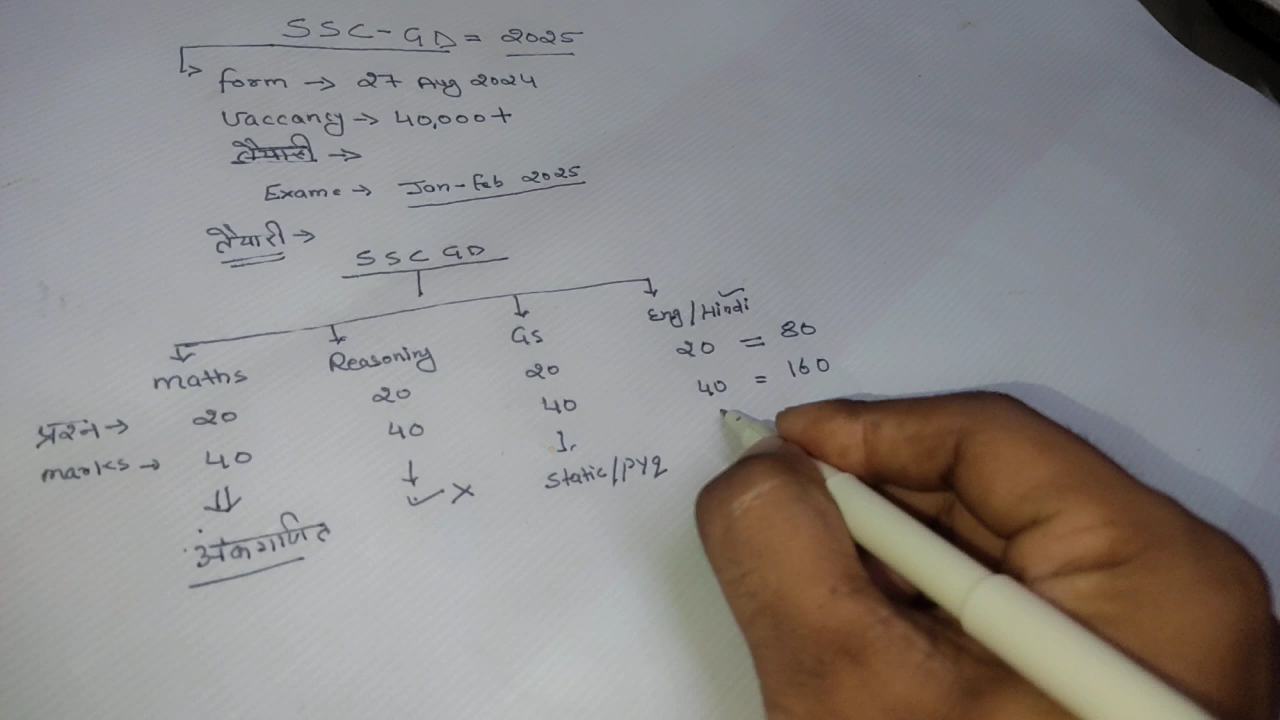 SSC-GD = 2025
form → 27 Aug 2024
Vaccancy → 40,000+
तैयारी →
Exame → Jan-Feb 2025
तैयारी →
SSC GD
maths Reasoning GS Eng/Hindi
प्रश्न → 20 20 20 20 = 80
marks → 40 40 40 40 = 160
अंकगणित ✓ X Static/PYQ